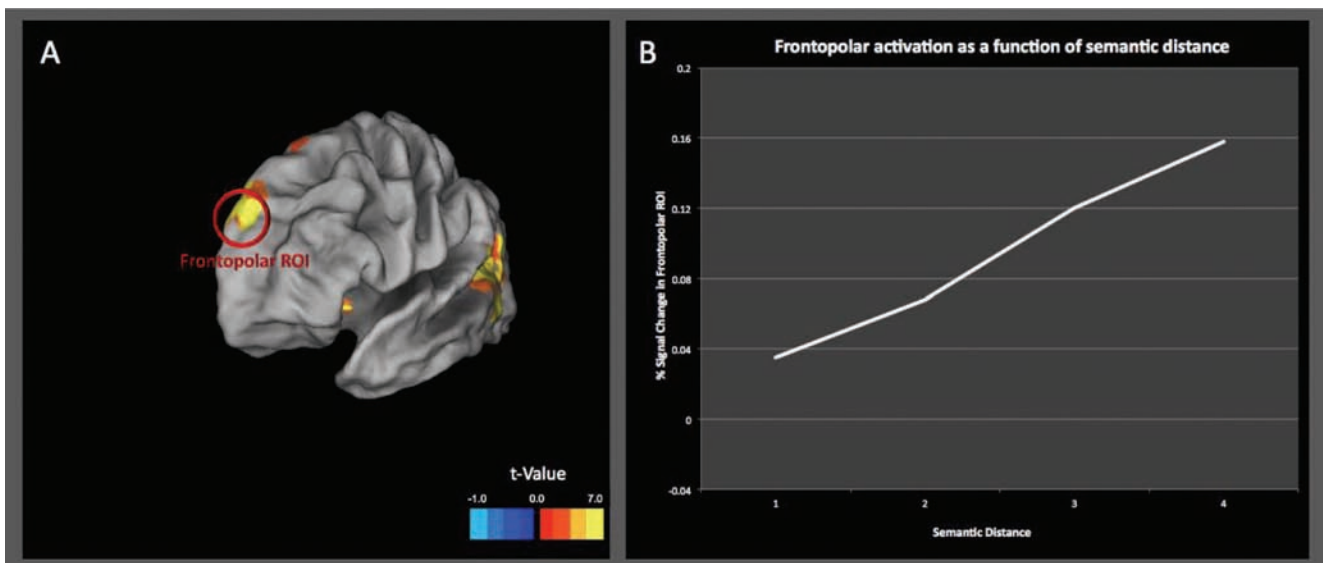 A
Frontopolar ROI
t-Value
-1.0 0.0 7.0
B
Frontopolar activation as a function of semantic distance
% Signal Change in Frontopolar ROI
0.2
0.16
0.12
0.08
0.04
0
-0.04
1 2 3 4
Semantic Distance